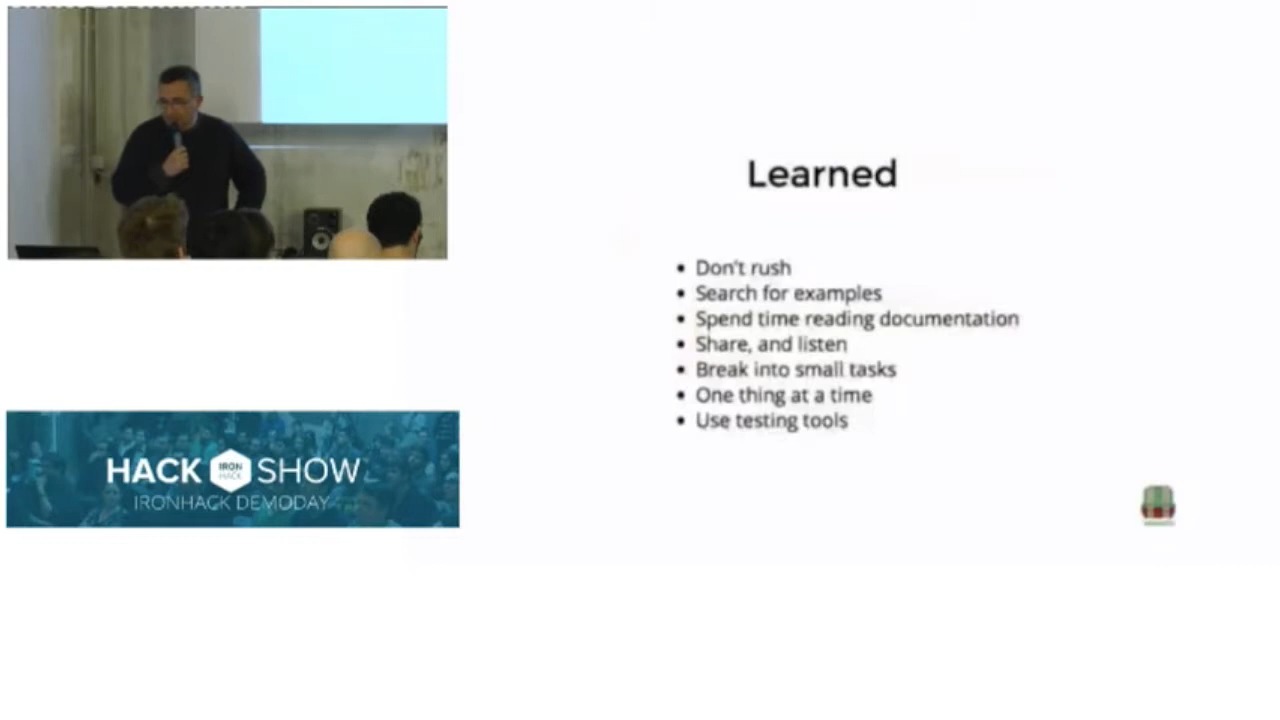 Learned
• Don't rush
• Search for examples
• Spend time reading documentation
• Share, and listen
• Break into small tasks
• One thing at a time
• Use testing tools
HACK IRON HACK SHOW
IRONHACK DEMODAY